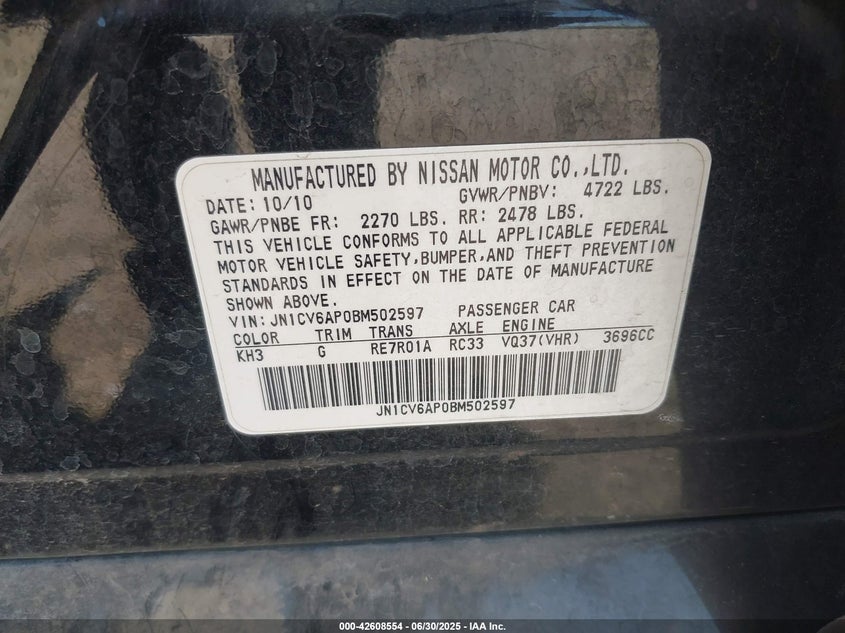 MANUFACTURED BY NISSAN MOTOR CO.,LTD.
DATE: 10/10 GVWR/PNBV: 4722 LBS.
GAWR/PNBE FR: 2270 LBS. RR: 2478 LBS.
THIS VEHICLE CONFORMS TO ALL APPLICABLE FEDERAL
MOTOR VEHICLE SAFETY,BUMPER,AND THEFT PREVENTION
STANDARDS IN EFFECT ON THE DATE OF MANUFACTURE
SHOWN ABOVE.
VIN:JN1CV6AP0BM502597 PASSENGER CAR
COLOR TRIM TRANS AXLE ENGINE
KH3 G RE7R01A RC33 VQ37(VHR) 3696CC
JN1CV6AP0BM502597
000-42608554 | 06/30/2025 - IAA Inc.